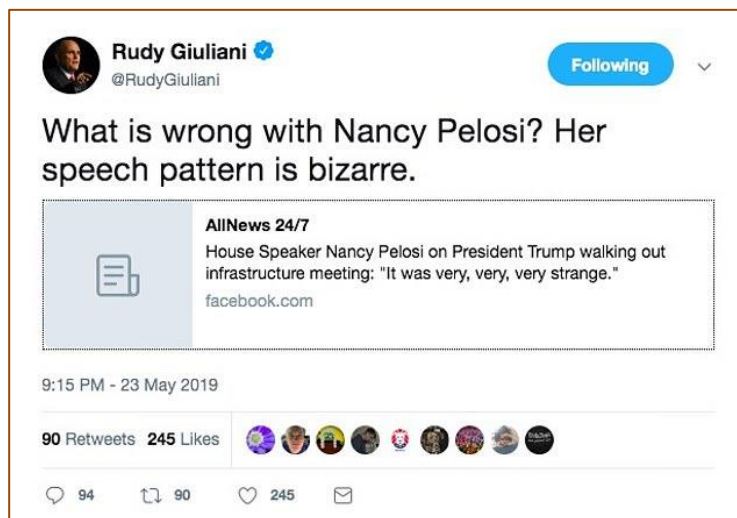 Rudy Giuliani
@RudyGiuliani
Following
What is wrong with Nancy Pelosi? Her
speech pattern is bizarre.
AllNews 24/7
House Speaker Nancy Pelosi on President Trump walking out
infrastructure meeting: "It was very, very, very strange."
facebook.com
9:15 PM - 23 May 2019
90 Retweets 245 Likes
94 90 245